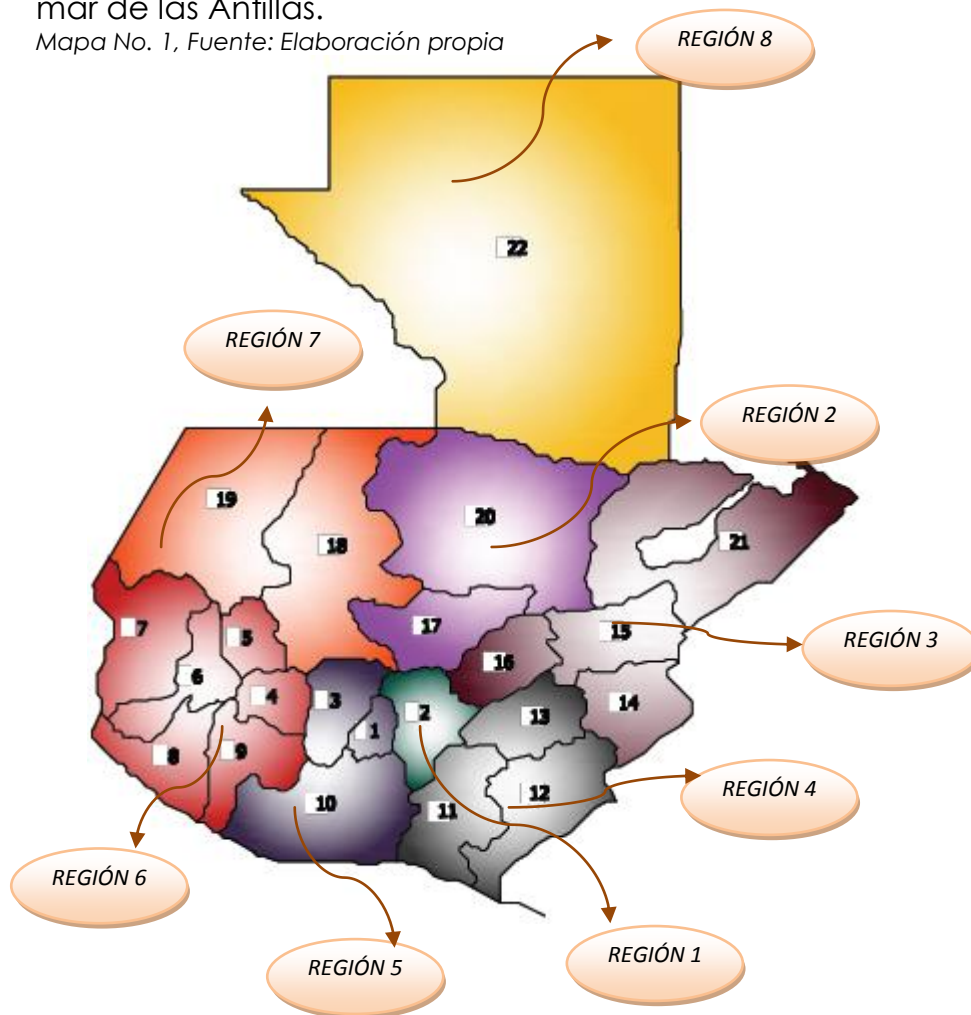 mar de las Antillas.
Mapa No. 1, Fuente: Elaboración propia
REGIÓN 8
22
REGIÓN 7
REGIÓN 2
19
20
18
21
7
5
17
15
REGIÓN 3
16
6
4
3
2
14
13
1
8
9
12
REGIÓN 4
10
11
REGIÓN 6
REGIÓN 1
REGIÓN 5